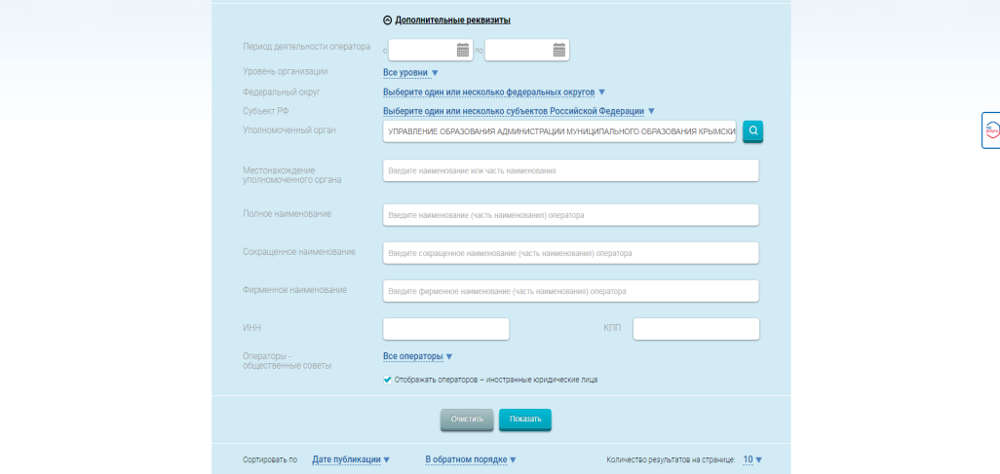 Дополнительные реквизиты
Период деятельности оператора
с
по
Уровень организации
Все уровни
Федеральный округ
Выберите один или несколько федеральных округов
Субъект РФ
Выберите один или несколько субъектов Российской Федерации
Уполномоченный орган
УПРАВЛЕНИЕ ОБРАЗОВАНИЯ АДМИНИСТРАЦИИ МУНИЦИПАЛЬНОГО ОБРАЗОВАНИЯ КРЫМСКИ
Местонахождение
уполномоченного органа
Введите наименование или часть наименования
Полное наименование
Введите наименование (часть наименования) оператора
Сокращенное наименование
Введите сокращенное наименование (часть наименования) оператора
Фирменное наименование
Введите фирменное наименование (часть наименования) оператора
ИНН
КПП
Операторы -
общественные советы
Все операторы
Отображать операторов – иностранные юридические лица
Очистить
Показать
Сортировать по
Дате публикации
В обратном порядке
Количество результатов на странице:
10